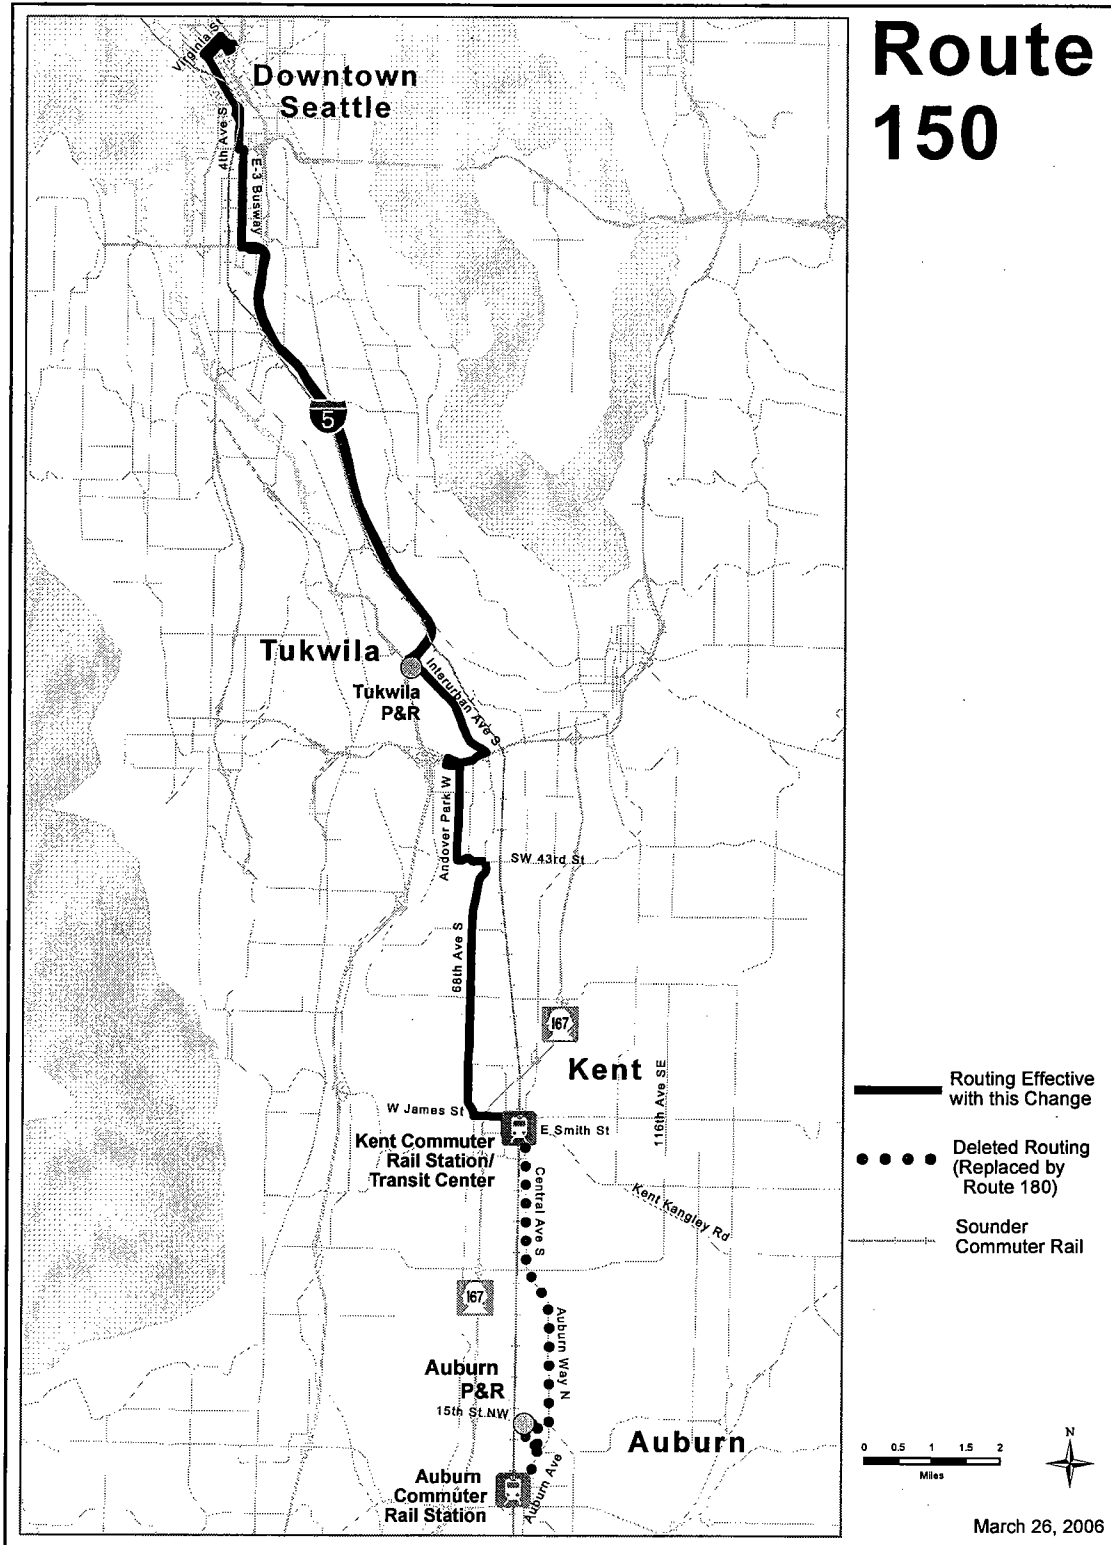 Route
150
Virginia St
Downtown
Seattle
4th Ave S
E-3 Busway
5
Tukwila
Tukwila
P&R
Interurban Ave S
Andover Park W
SW 43rd St
68th Ave S
167
Kent
116th Ave SE
W James St
E Smith St
Kent Commuter
Rail Station/
Transit Center
Central Ave S
Kent Kangley Rd
167
Auburn Way N
Auburn
P&R
15th St NW
Auburn
Auburn
Commuter
Rail Station
Auburn Ave
Routing Effective
with this Change
Deleted Routing
(Replaced by
Route 180)
Sounder
Commuter Rail
0 0.5 1 1.5 2
Miles
N
March 26, 2006